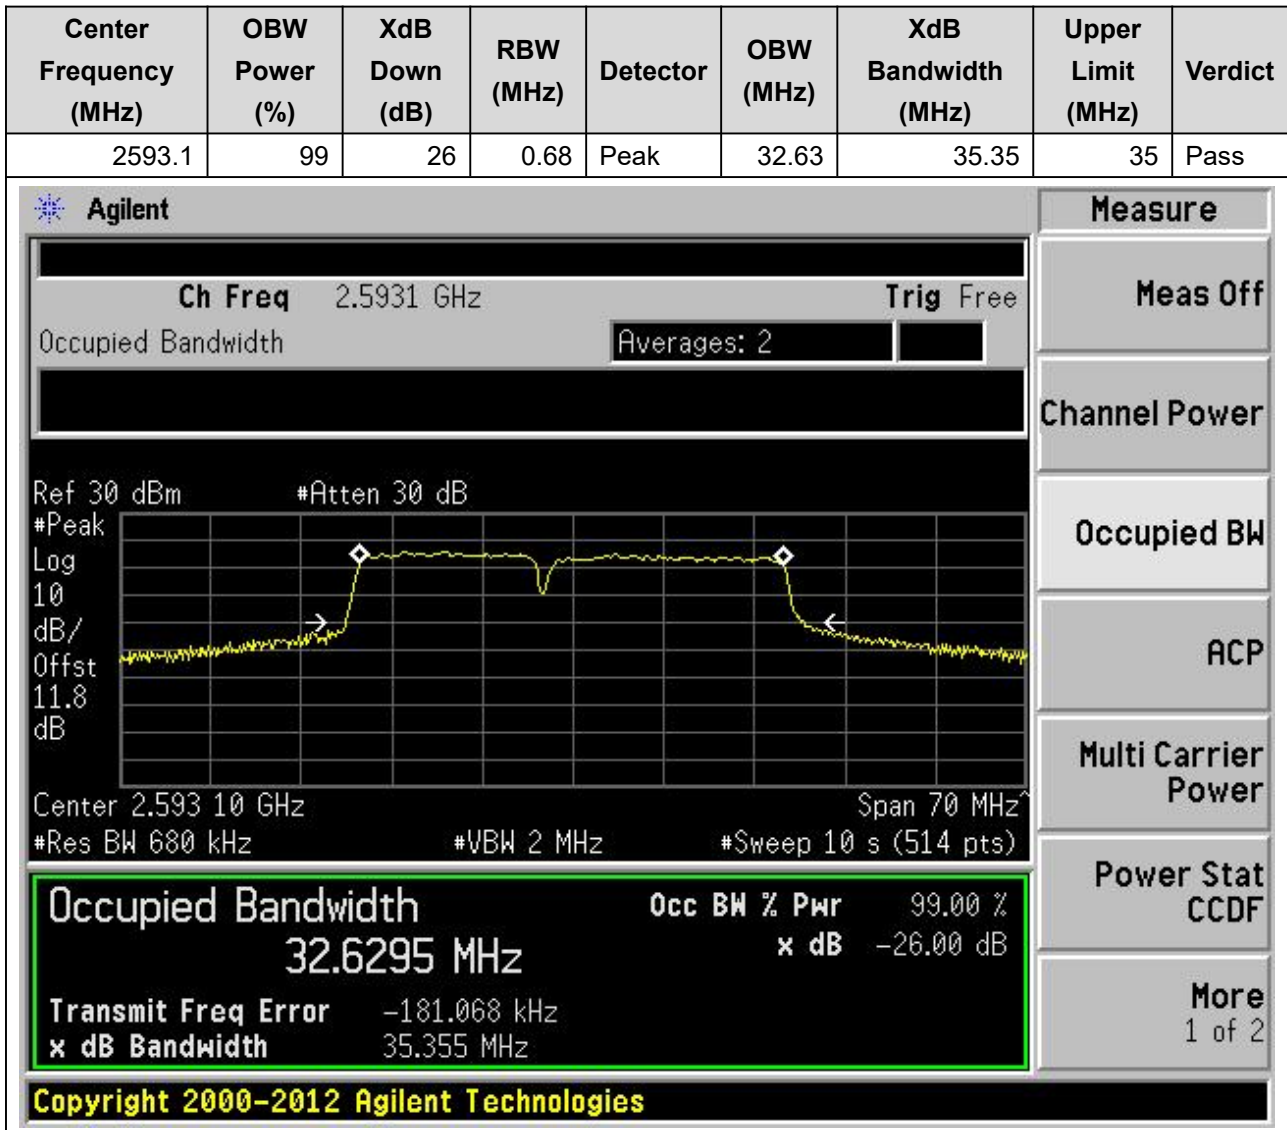 Center Frequency (MHz) OBW Power (%) XdB Down (dB) RBW (MHz) Detector OBW (MHz) XdB Bandwidth (MHz) Upper Limit (MHz) Verdict
2593.1 99 26 0.68 Peak 32.63 35.35 35 Pass
Agilent
Measure
Ch Freq 2.5931 GHz Trig Free
Meas Off
Occupied Bandwidth Averages: 2
Channel Power
Ref 30 dBm #Atten 30 dB
#Peak
Log
10
dB/
Offst
11.8
dB
Occupied BW
ACP
Multi Carrier
Power
Center 2.593 10 GHz Span 70 MHz^
#Res BW 680 kHz #VBW 2 MHz #Sweep 10 s (514 pts)
Power Stat
CCDF
Occupied Bandwidth Occ BW % Pwr 99.00 %
32.6295 MHz x dB -26.00 dB
Transmit Freq Error -181.068 kHz
x dB Bandwidth 35.355 MHz
More
1 of 2
Copyright 2000-2012 Agilent Technologies